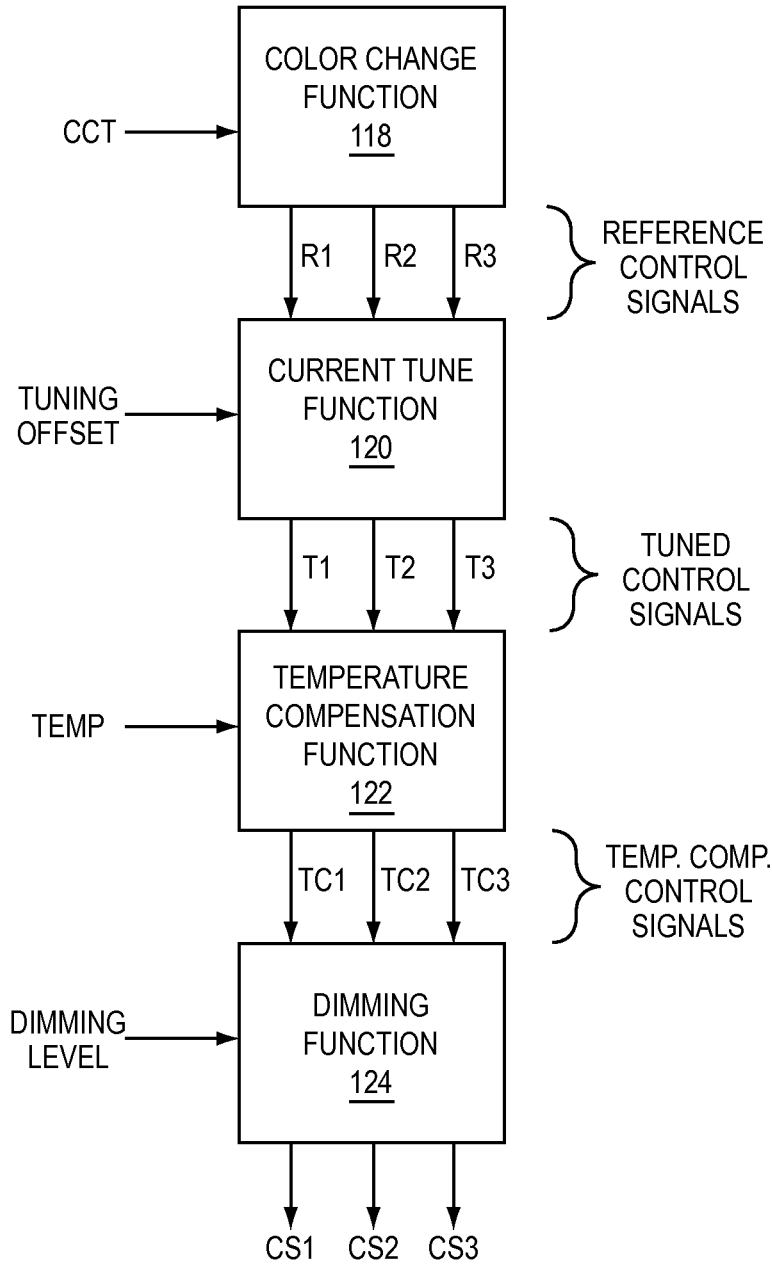 COLOR CHANGE
FUNCTION
118
CCT
R1 R2 R3
REFERENCE
CONTROL
SIGNALS
CURRENT TUNE
FUNCTION
120
TUNING
OFFSET
T1 T2 T3
TUNED
CONTROL
SIGNALS
TEMPERATURE
COMPENSATION
FUNCTION
122
TEMP
TC1 TC2 TC3
TEMP. COMP.
CONTROL
SIGNALS
DIMMING
FUNCTION
124
DIMMING
LEVEL
CS1 CS2 CS3